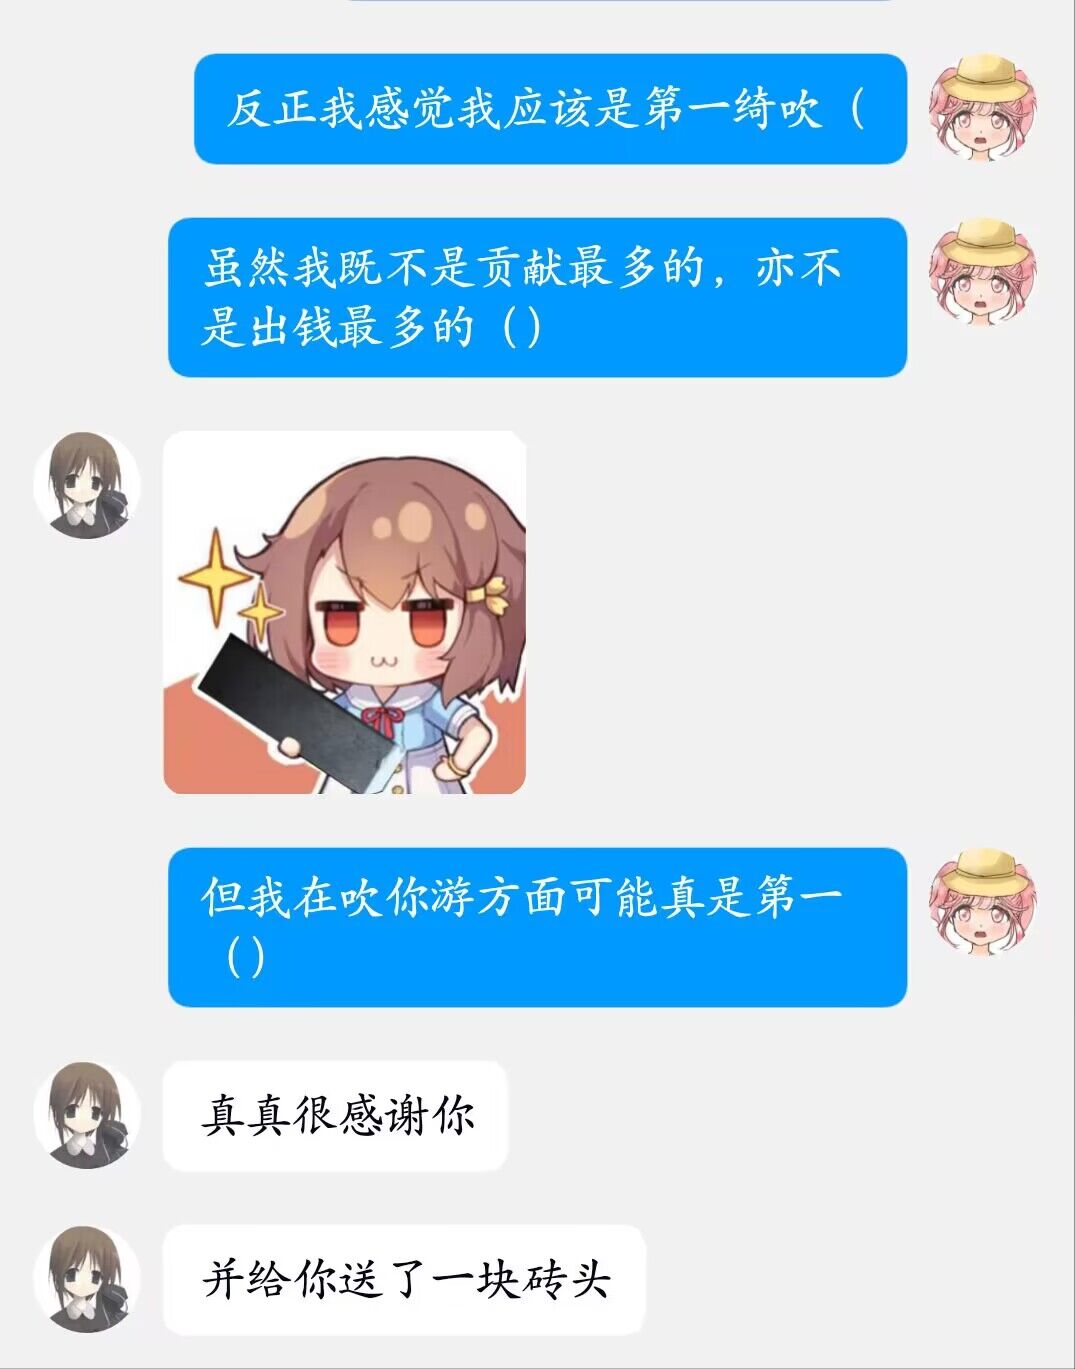 反正我感觉我应该是第一绮吹（
虽然我既不是贡献最多的，亦不
是出钱最多的（）
但我在吹你游方面可能真是第一
（）
真真很感谢你
并给你送了一块砖头